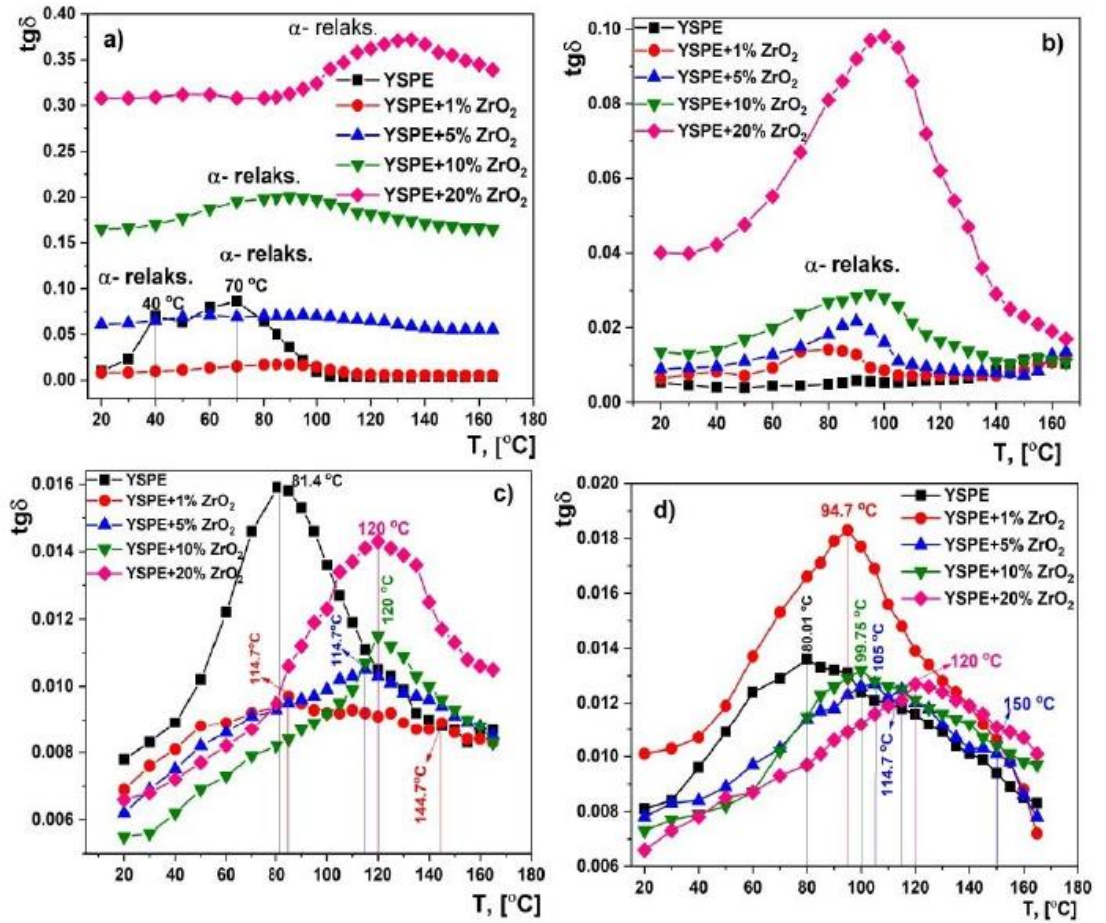 tgδ
a)
0.40
0.35
0.30
0.25
0.20
0.15
0.10
0.05
0.00
α- relaks.
YSPE
YSPE+1% ZrO₂
YSPE+5% ZrO₂
YSPE+10% ZrO₂
YSPE+20% ZrO₂
α- relaks.
α- relaks.
α- relaks.
40 °C
70 °C
20 40 60 80 100 120 140 160 180
T, [°C]
tgδ
b)
0.10
0.08
0.06
0.04
0.02
0.00
YSPE
YSPE+1% ZrO₂
YSPE+5% ZrO₂
YSPE+10% ZrO₂
YSPE+20% ZrO₂
α- relaks.
20 40 60 80 100 120 140 160
T, [°C]
tgδ
c)
0.016
0.014
0.012
0.010
0.008
0.006
YSPE
YSPE+1% ZrO₂
YSPE+5% ZrO₂
YSPE+10% ZrO₂
YSPE+20% ZrO₂
81.4 °C
120 °C
120 °C
114.7°C
114.7°C
144.7°C
20 40 60 80 100 120 140 160 180
T, [°C]
tgδ
d)
0.020
0.018
0.016
0.014
0.012
0.010
0.008
0.006
YSPE
YSPE+1% ZrO₂
YSPE+5% ZrO₂
YSPE+10% ZrO₂
YSPE+20% ZrO₂
94.7 °C
80.01 °C
99.75 °C
105 °C
120 °C
150 °C
114.7 °C
20 40 60 80 100 120 140 160 180
T, [°C]